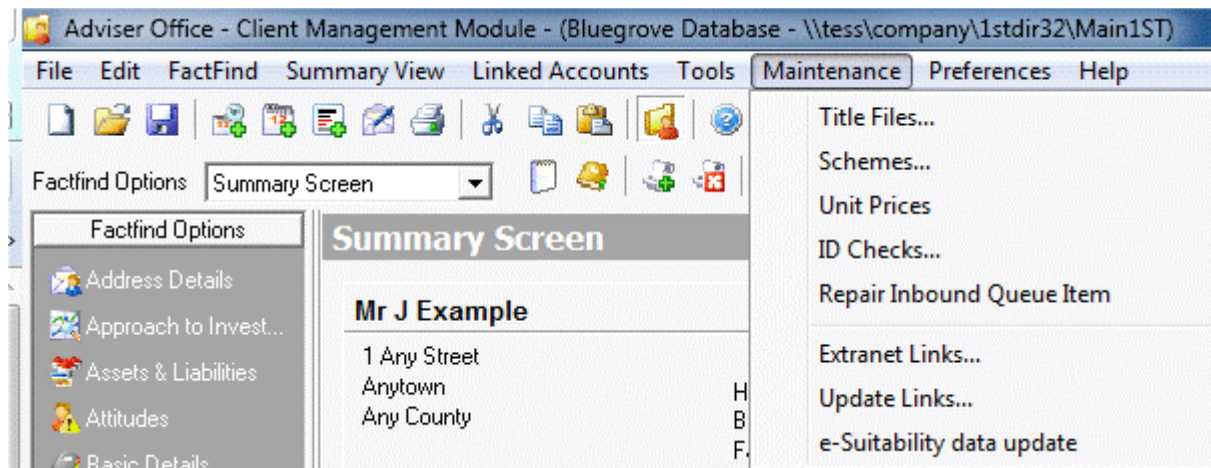 Adviser Office - Client Management Module - (Bluegrove Database - \\tess\company\1stdir32\Main1ST)
File Edit FactFind Summary View Linked Accounts Tools Maintenance Preferences Help
Factfind Options Summary Screen
Factfind Options
Address Details
Approach to Invest...
Assets & Liabilities
Attitudes
Basic Details
Summary Screen
Mr J Example
1 Any Street
Anytown
Any County
H
B
F
Title Files...
Schemes...
Unit Prices
ID Checks...
Repair Inbound Queue Item
Extranet Links...
Update Links...
e-Suitability data update